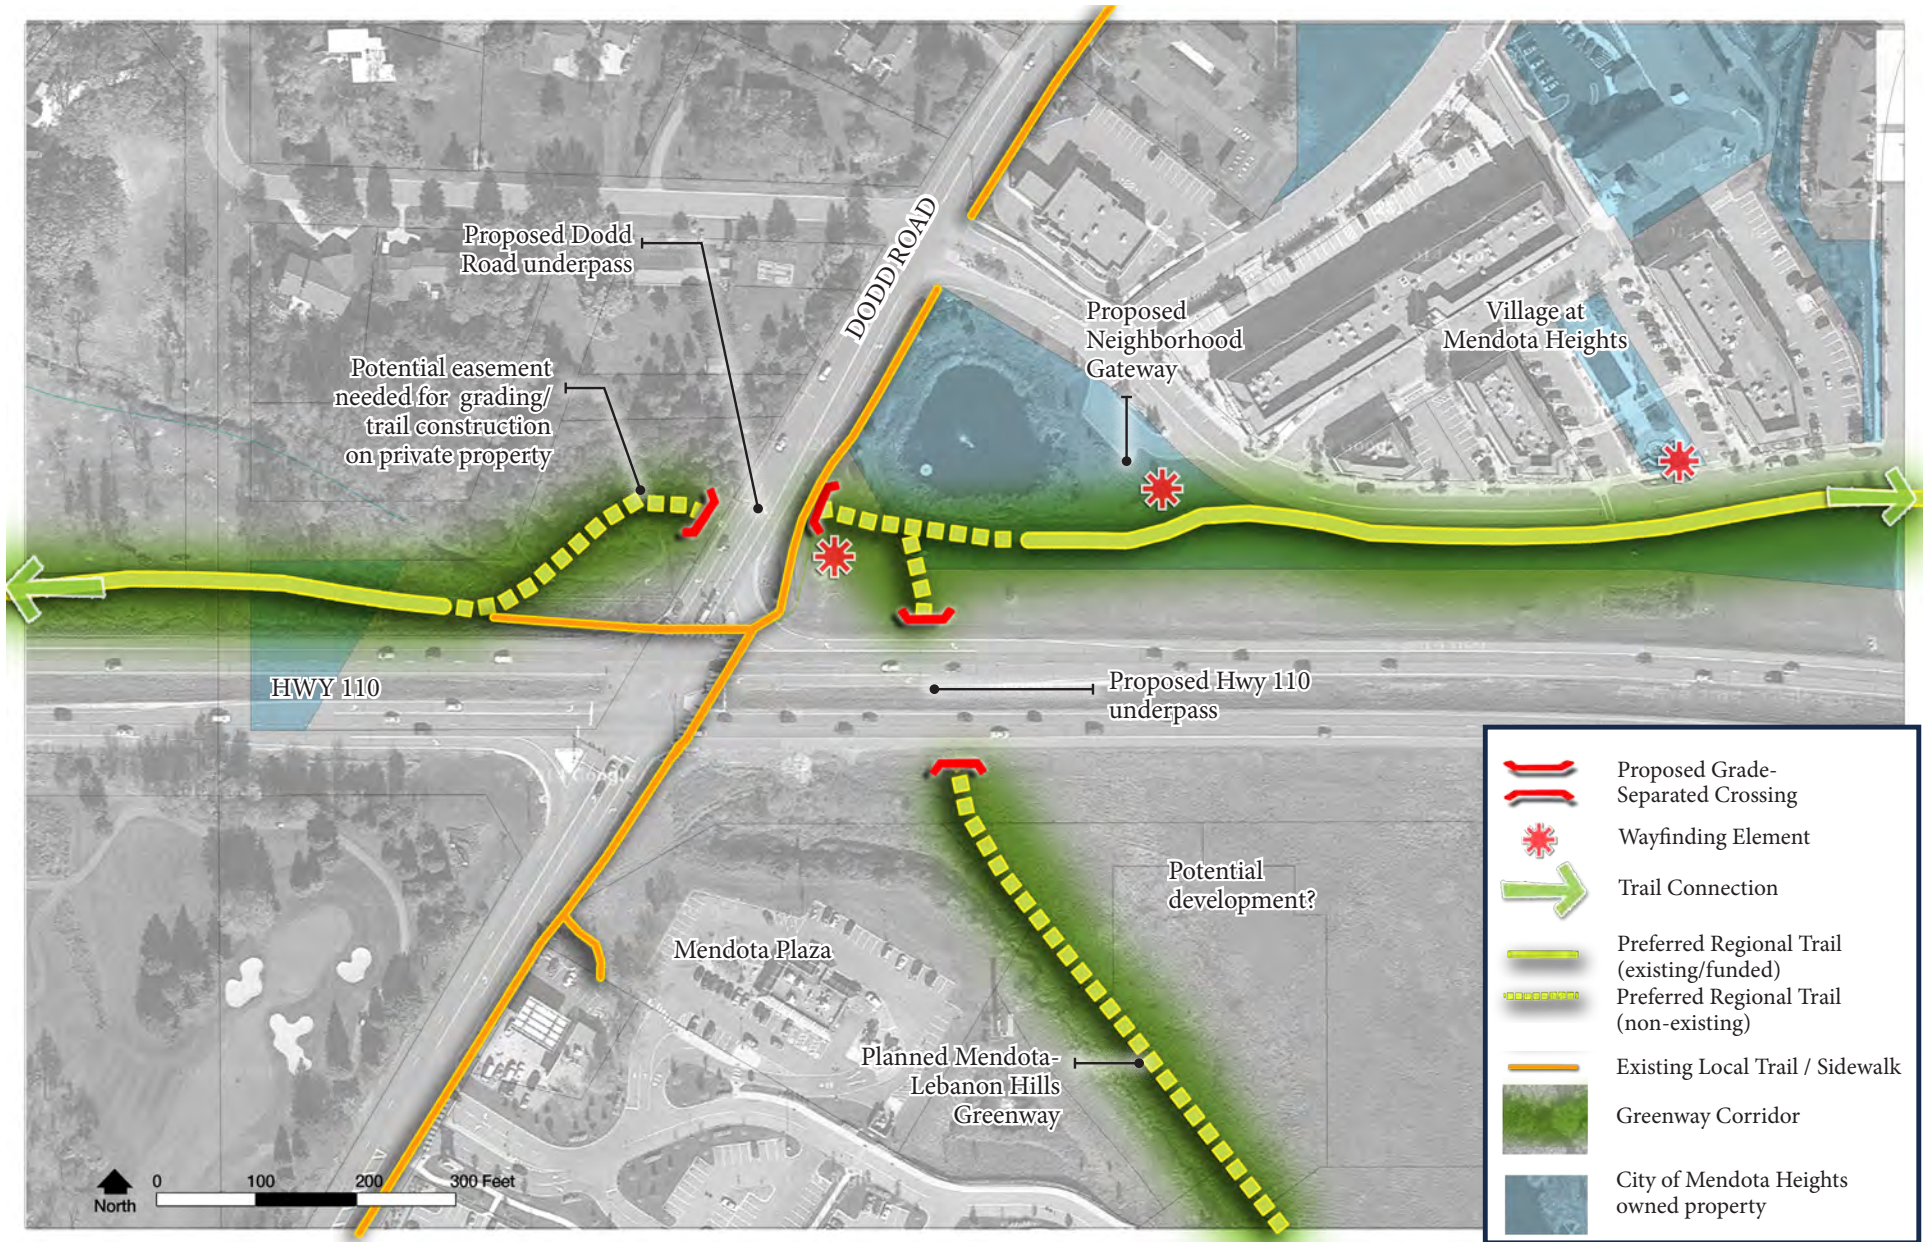 Proposed Dodd
Road underpass
DODD ROAD
Potential easement
needed for grading/
trail construction
on private property
Proposed
Neighborhood
Gateway
Village at
Mendota Heights
HWY 110
Proposed Hwy 110
underpass
Potential
development?
Mendota Plaza
Planned Mendota-
Lebanon Hills
Greenway
North
0 100 200 300 Feet
Proposed Grade-
Separated Crossing
Wayfinding Element
Trail Connection
Preferred Regional Trail
(existing/funded)
Preferred Regional Trail
(non-existing)
Existing Local Trail / Sidewalk
Greenway Corridor
City of Mendota Heights
owned property